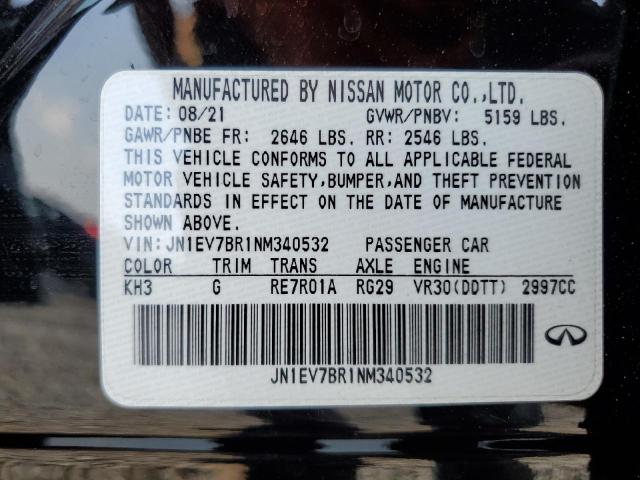 MANUFACTURED BY NISSAN MOTOR CO.,LTD.
DATE: 08/21 GVWR/PNBV: 5159 LBS.
GAWR/PNBE FR: 2646 LBS. RR: 2546 LBS.
THIS VEHICLE CONFORMS TO ALL APPLICABLE FEDERAL
MOTOR VEHICLE SAFETY,BUMPER,AND THEFT PREVENTION
STANDARDS IN EFFECT ON THE DATE OF MANUFACTURE
SHOWN ABOVE.
VIN: JN1EV7BR1NM340532 PASSENGER CAR
COLOR TRIM TRANS AXLE ENGINE
KH3 G RE7R01A RG29 VR30(DDTT) 2997CC
JN1EV7BR1NM340532